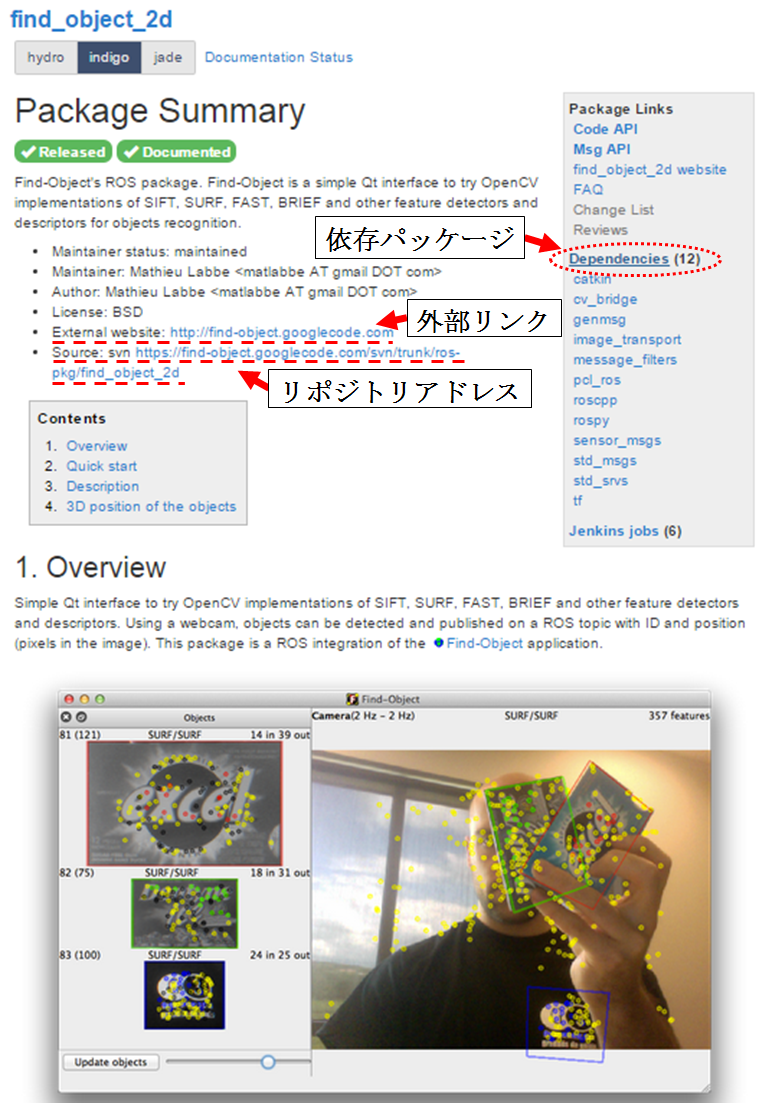 find_object_2d
hydro indigo jade Documentation Status
Package Summary
Released Documented
Find-Object's ROS package. Find-Object is a simple Qt interface to try OpenCV
implementations of SIFT, SURF, FAST, BRIEF and other feature detectors and
descriptors for objects recognition.
依存パッケージ
Maintainer status: maintained
Maintainer: Mathieu Labbe <matlabbe AT gmail DOT com>
Author: Mathieu Labbe <matlabbe AT gmail DOT com>
License: BSD
External website: http://find-object.googlecode.com
外部リンク
Source: svn https://find-object.googlecode.com/svn/trunk/ros-
pkg/find_object_2d
リポジトリアドレス
Contents
1. Overview
2. Quick start
3. Description
4. 3D position of the objects
Package Links
Code API
Msg API
find_object_2d website
FAQ
Change List
Reviews
Dependencies (12)
catkin
cv_bridge
genmsg
image_transport
message_filters
pcl_ros
roscpp
rospy
sensor_msgs
std_msgs
std_srvs
tf
Jenkins jobs (6)
1. Overview
Simple Qt interface to try OpenCV implementations of SIFT, SURF, FAST, BRIEF and other feature detectors
and descriptors. Using a webcam, objects can be detected and published on a ROS topic with ID and position
(pixels in the image). This package is a ROS integration of the Find-Object application.
Find-Object
Objects
81 (121) SURF/SURF 14 in 39 out
82 (75) SURF/SURF 18 in 31 out
83 (100) SURF/SURF 24 in 25 out
Update objects
Camera(2 Hz - 2 Hz) SURF/SURF 357 features